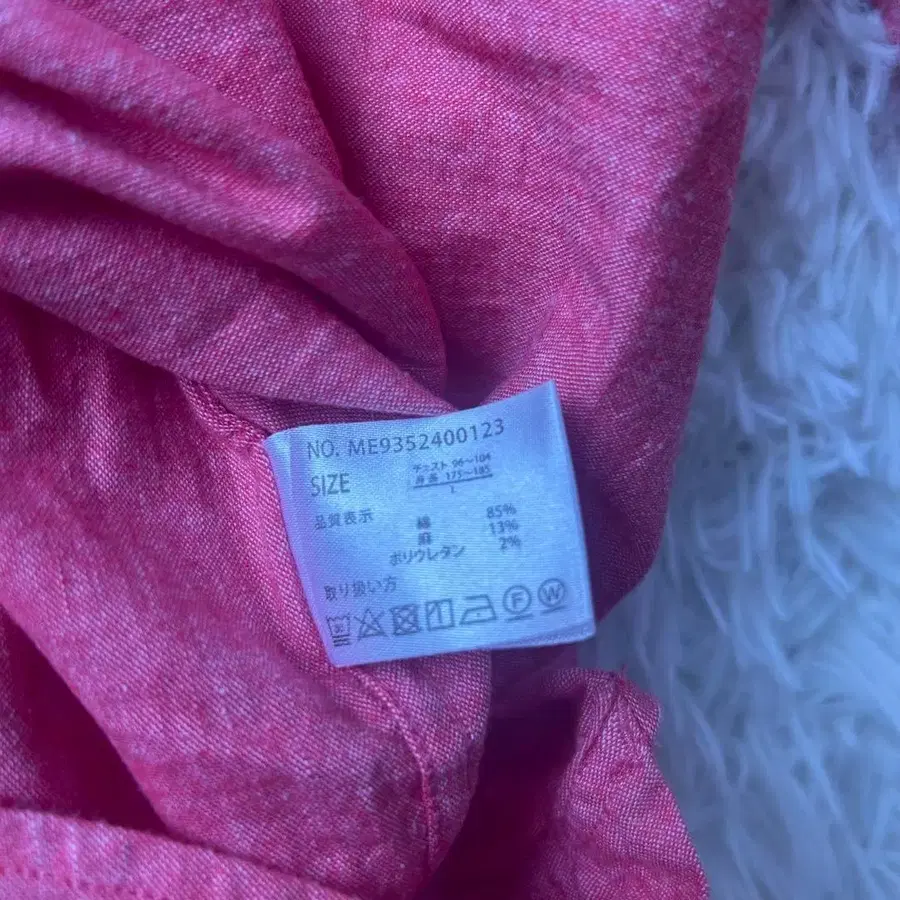 NO. ME9352400123
SIZE チェスト 96～104
身長 175～185
L
品質表示 綿 85%
麻 13%
ポリウレタン 2%
取り扱い方
F W